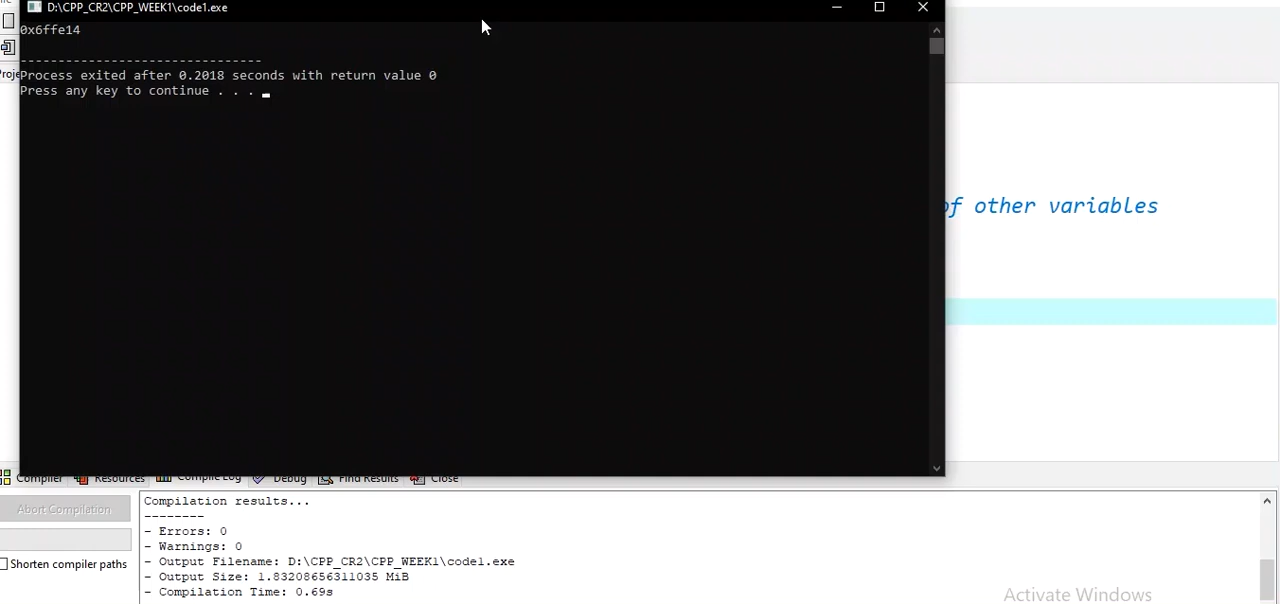 D:\CPP_CR2\CPP_WEEK1\code1.exe
0x6ffe14
--------------------------------
Process exited after 0.2018 seconds with return value 0
Press any key to continue . . .
of other variables
Compiler Resources Compile Log Debug Find Results Close
Abort Compilation
Shorten compiler paths
Compilation results...
--------
- Errors: 0
- Warnings: 0
- Output Filename: D:\CPP_CR2\CPP_WEEK1\code1.exe
- Output Size: 1.83208656311035 MiB
- Compilation Time: 0.69s
Activate Windows